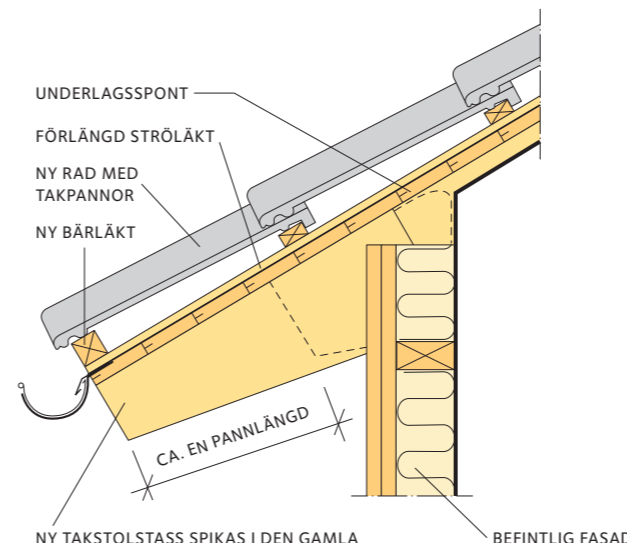 UNDERLAGSSPONT
FÖRLÄNGD STRÖLÄKT
NY RAD MED
TAKPANNOR
NY BÄRLÄKT
CA. EN PANNLÄNGD
NY TAKSTOLSTASS SPIKAS I DEN GAMLA
BEFINTLIG FASAD